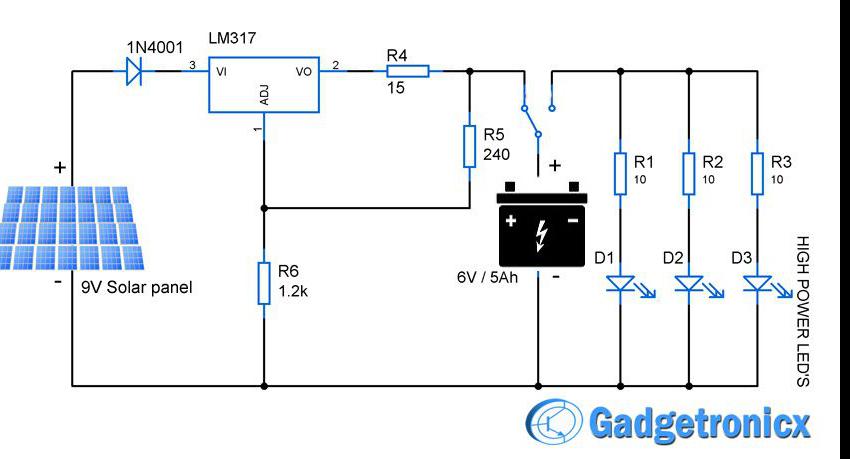 1N4001
LM317
3
VI
VO
2
ADJ
1
R4
15
R5
240
R6
1.2k
+
-
9V Solar panel
+
+ -
6V / 5Ah
-
R1
10
R2
10
R3
10
D1
D2
D3
HIGH POWER LED'S
Gadgetronicx